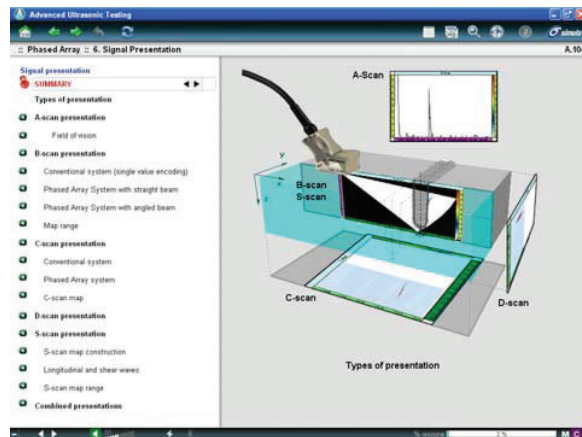 Advanced Ultrasonic Testing
:: Phased Array :: 6. Signal Presentation
A.10
Signal presentation
SUMMARY
Types of presentation
A-scan presentation
Field of vision
B-scan presentation
Conventional system (single value encoding)
Phased Array System with straight beam
Phased Array System with angled beam
Map range
C-scan presentation
Conventional system
Phased Array system
C-scan map
D-scan presentation
S-scan presentation
S-scan map construction
Longitudinal and shear waves
S-scan map range
Combined presentations
A-Scan
y
x
z
B-scan
S-scan
C-scan
D-scan
Types of presentation
3 %
M C